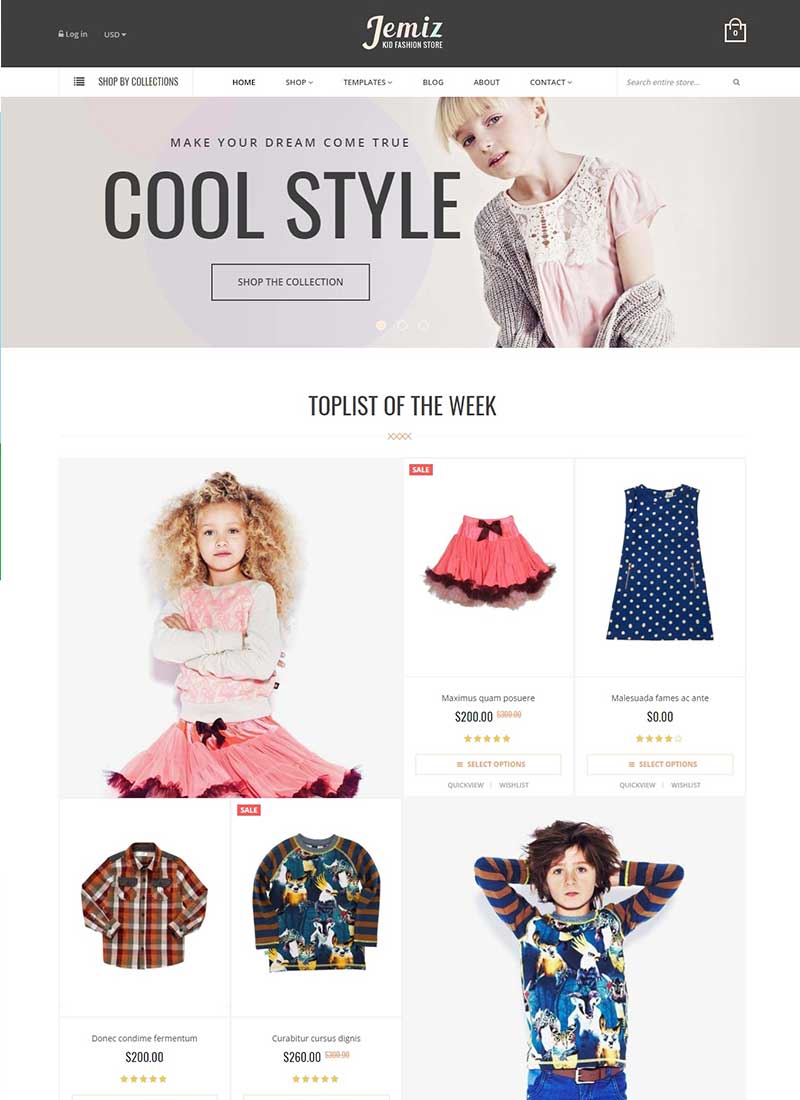 Log in
USD
Jemiz
KID FASHION STORE
0
SHOP BY COLLECTIONS
HOME
SHOP
TEMPLATES
BLOG
ABOUT
CONTACT
Search entire store...
MAKE YOUR DREAM COME TRUE
COOL STYLE
SHOP THE COLLECTION
TOPLIST OF THE WEEK
SALE
Maximus quam posuere
$200.00 $300.00
SELECT OPTIONS
QUICKVIEW | WISHLIST
Malesuada fames ac ante
$0.00
SELECT OPTIONS
QUICKVIEW | WISHLIST
Donec condime fermentum
$200.00
SALE
Curabitur cursus dignis
$260.00 $300.00